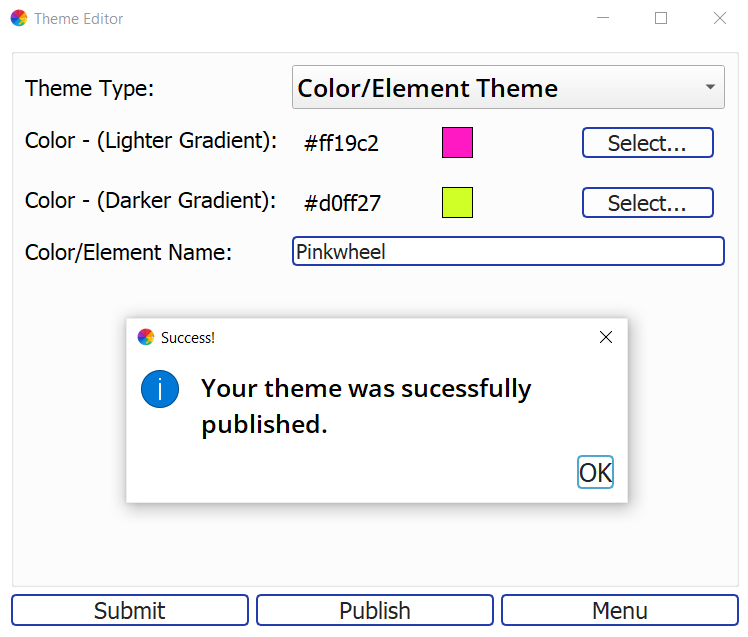 Theme Editor
Theme Type: Color/Element Theme
Color - (Lighter Gradient): #ff19c2 Select...
Color - (Darker Gradient): #d0ff27 Select...
Color/Element Name: Pinkwheel
Success!
i
Your theme was sucessfully
published.
OK
Submit Publish Menu